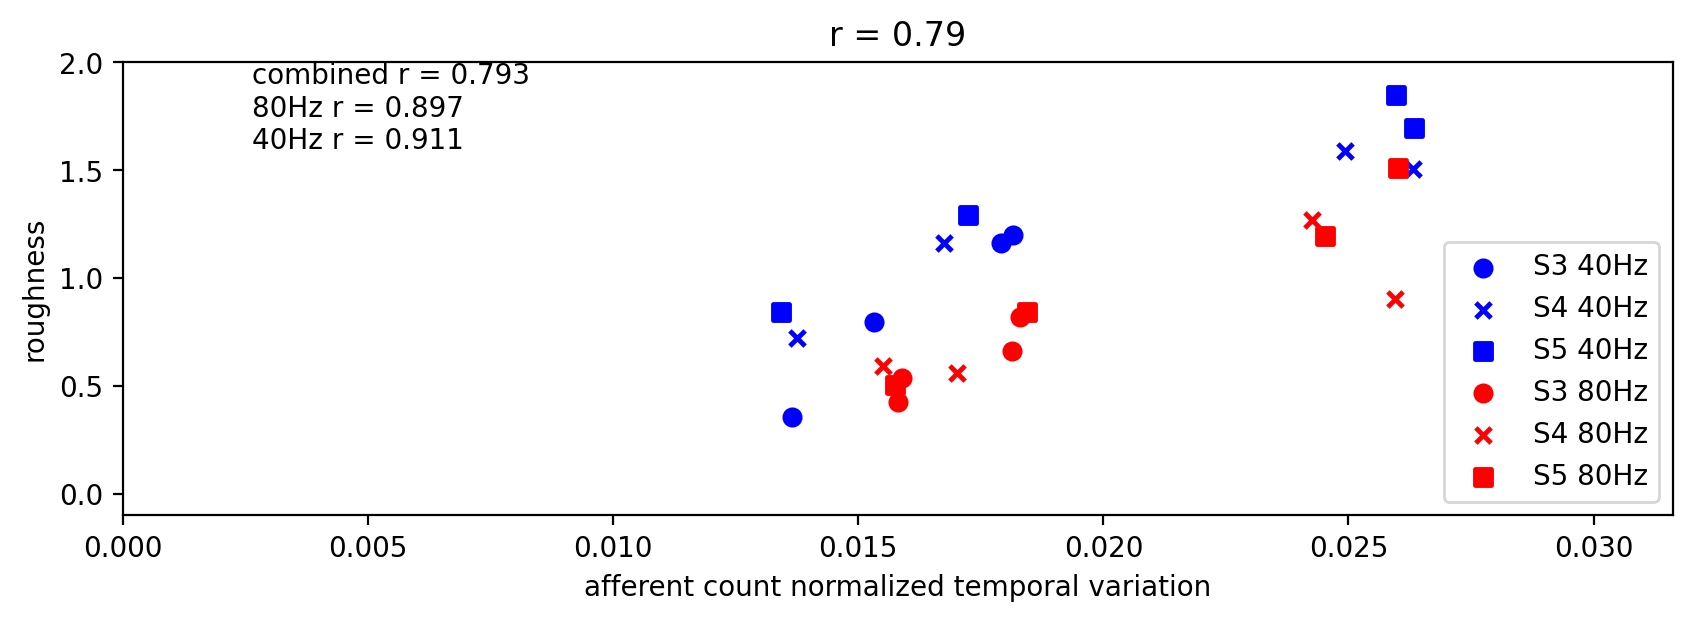 r = 0.79
combined r = 0.793
80Hz r = 0.897
40Hz r = 0.911
2.0
1.5
1.0
0.5
0.0
roughness
S3 40Hz
S4 40Hz
S5 40Hz
S3 80Hz
S4 80Hz
S5 80Hz
0.000 0.005 0.010 0.015 0.020 0.025 0.030
afferent count normalized temporal variation